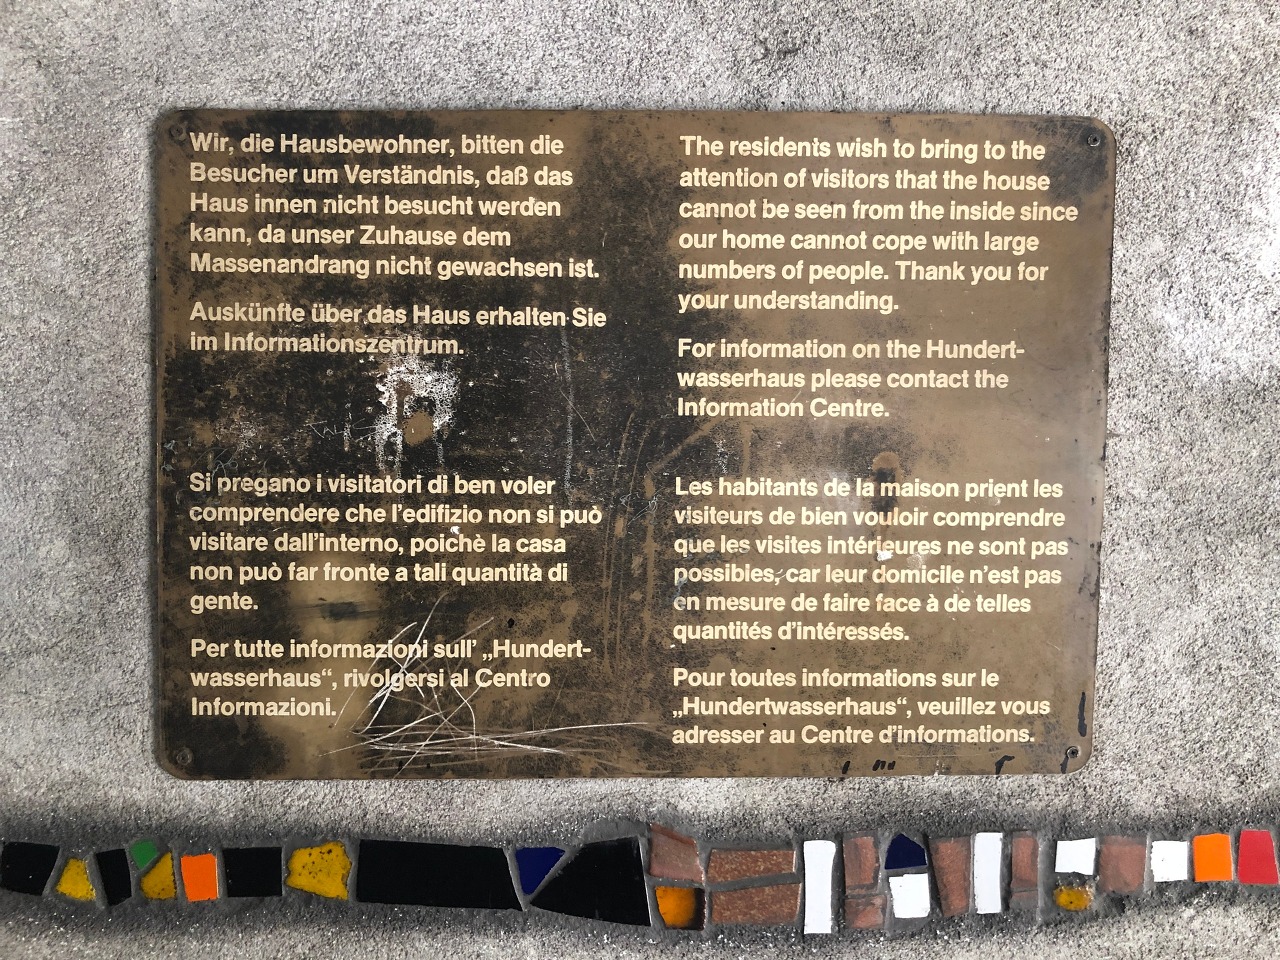 Wir, die Hausbewohner, bitten die
Besucher um Verständnis, daß das
Haus innen nicht besucht werden
kann, da unser Zuhause dem
Massenandrang nicht gewachsen ist.
Auskünfte über das Haus erhalten Sie
im Informationszentrum.
The residents wish to bring to the
attention of visitors that the house
cannot be seen from the inside since
our home cannot cope with large
numbers of people. Thank you for
your understanding.
For information on the Hundert-
wasserhaus please contact the
Information Centre.
Si pregano i visitatori di ben voler
comprendere che l'edifizio non si può
visitare dall'interno, poichè la casa
non può far fronte a tali quantità di
gente.
Per tutte informazioni sull' „Hundert-
wasserhaus“, rivolgersi al Centro
Informazioni.
Les habitants de la maison prient les
visiteurs de bien vouloir comprendre
que les visites intérieures ne sont pas
possibies, car leur domicile n'est pas
en mesure de faire face à de telles
quantités d'intéressés.
Pour toutes informations sur le
„Hundertwasserhaus“, veuillez vous
adresser au Centre d'informations.